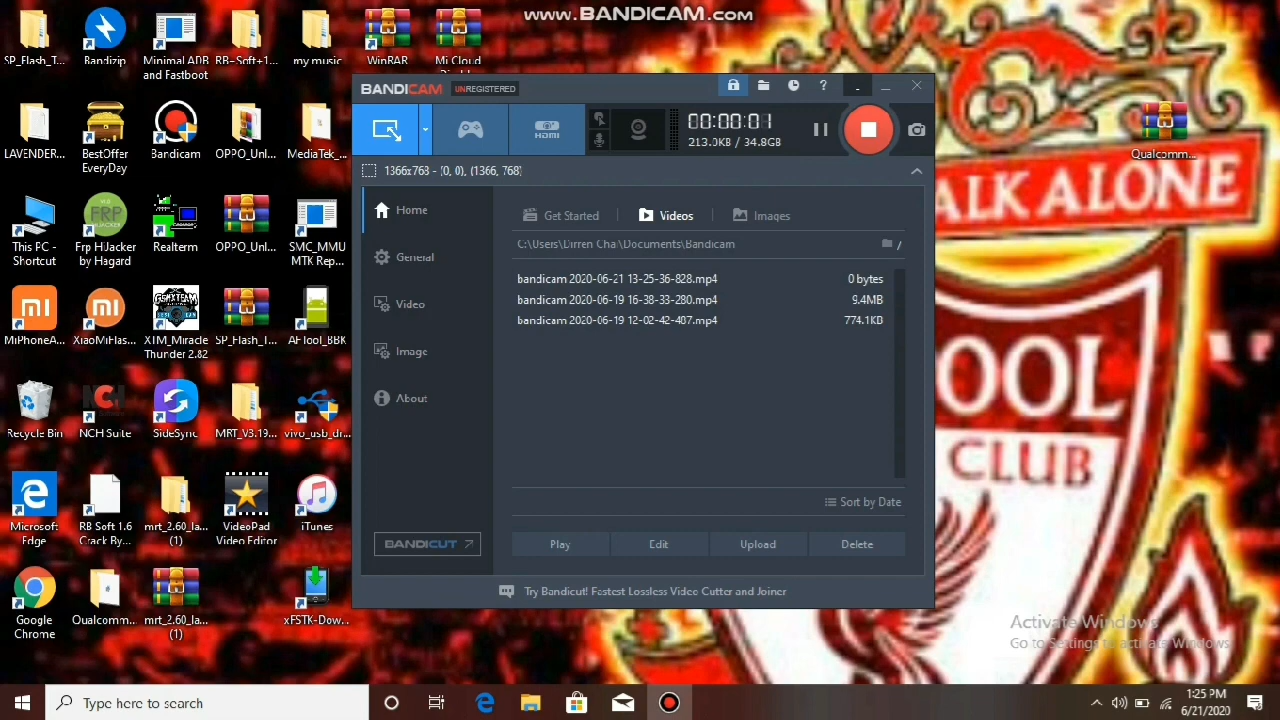 www.BANDICAM.com
SP_Flash_T...
Bandizip
Minimal ADB
and Fastboot
RB-Soft+1...
my music
WinRAR
Mi Cloud
BANDICAM UNREGISTERED
?
00:00:01
213.0KB / 34.8GB
HDMI
1366x768 - (0, 0), (1366, 768)
Home
General
Video
Image
About
BANDICUT
Get Started
Videos
Images
C:\Users\Dirren Cha\Documents\Bandicam
bandicam 2020-06-21 13-25-36-828.mp4 0 bytes
bandicam 2020-06-19 16-38-33-280.mp4 9.4MB
bandicam 2020-06-19 12-02-42-407.mp4 774.1KB
Sort by Date
Play
Edit
Upload
Delete
Try Bandicut! Fastest Lossless Video Cutter and Joiner
LAVENDER...
BestOffer
EveryDay
Bandicam
OPPO_Unl...
MediaTek_...
Qualcomm...
ALK ALONE
This PC -
Shortcut
FRP
Frp HiJacker
by Hagard
Realterm
OPPO_Unl...
SMC_MMU
MTK Rep...
MiPhoneA...
XiaoMiFlas...
XTM_Miracle
Thunder 2.82
SP_Flash_T...
AFTool_BBK
OOL
CLUB
Recycle Bin
NCH
NCH Suite
SideSync
MRT_V3.19...
vivo_usb_dr...
Microsoft
Edge
RB Soft 1.6
Crack By...
mrt_2.60_la...
(1)
VideoPad
Video Editor
iTunes
Google
Chrome
Qualcomm...
mrt_2.60_la...
(1)
xFSTK-Dow...
Activate Windows
Go to Settings to activate Windows.
Type here to search
1:25 PM
6/21/2020